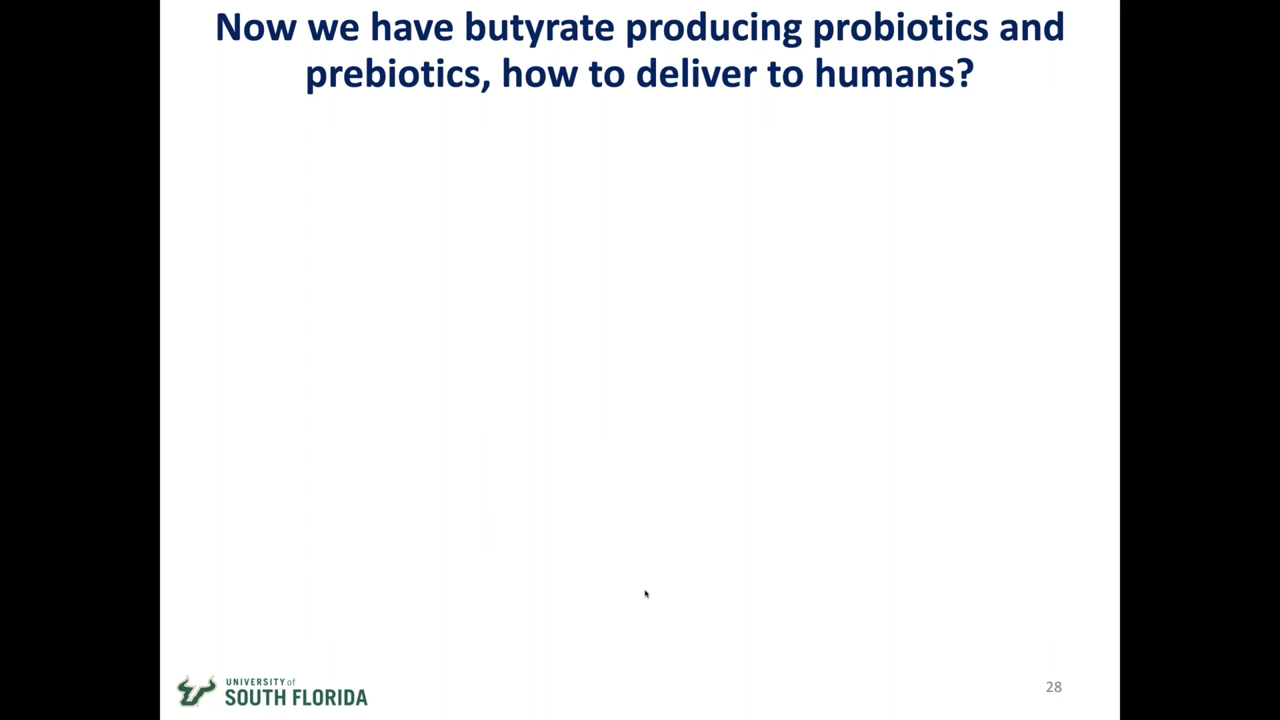 Now we have butyrate producing probiotics and
prebiotics, how to deliver to humans?
UNIVERSITY of
SOUTH FLORIDA
28